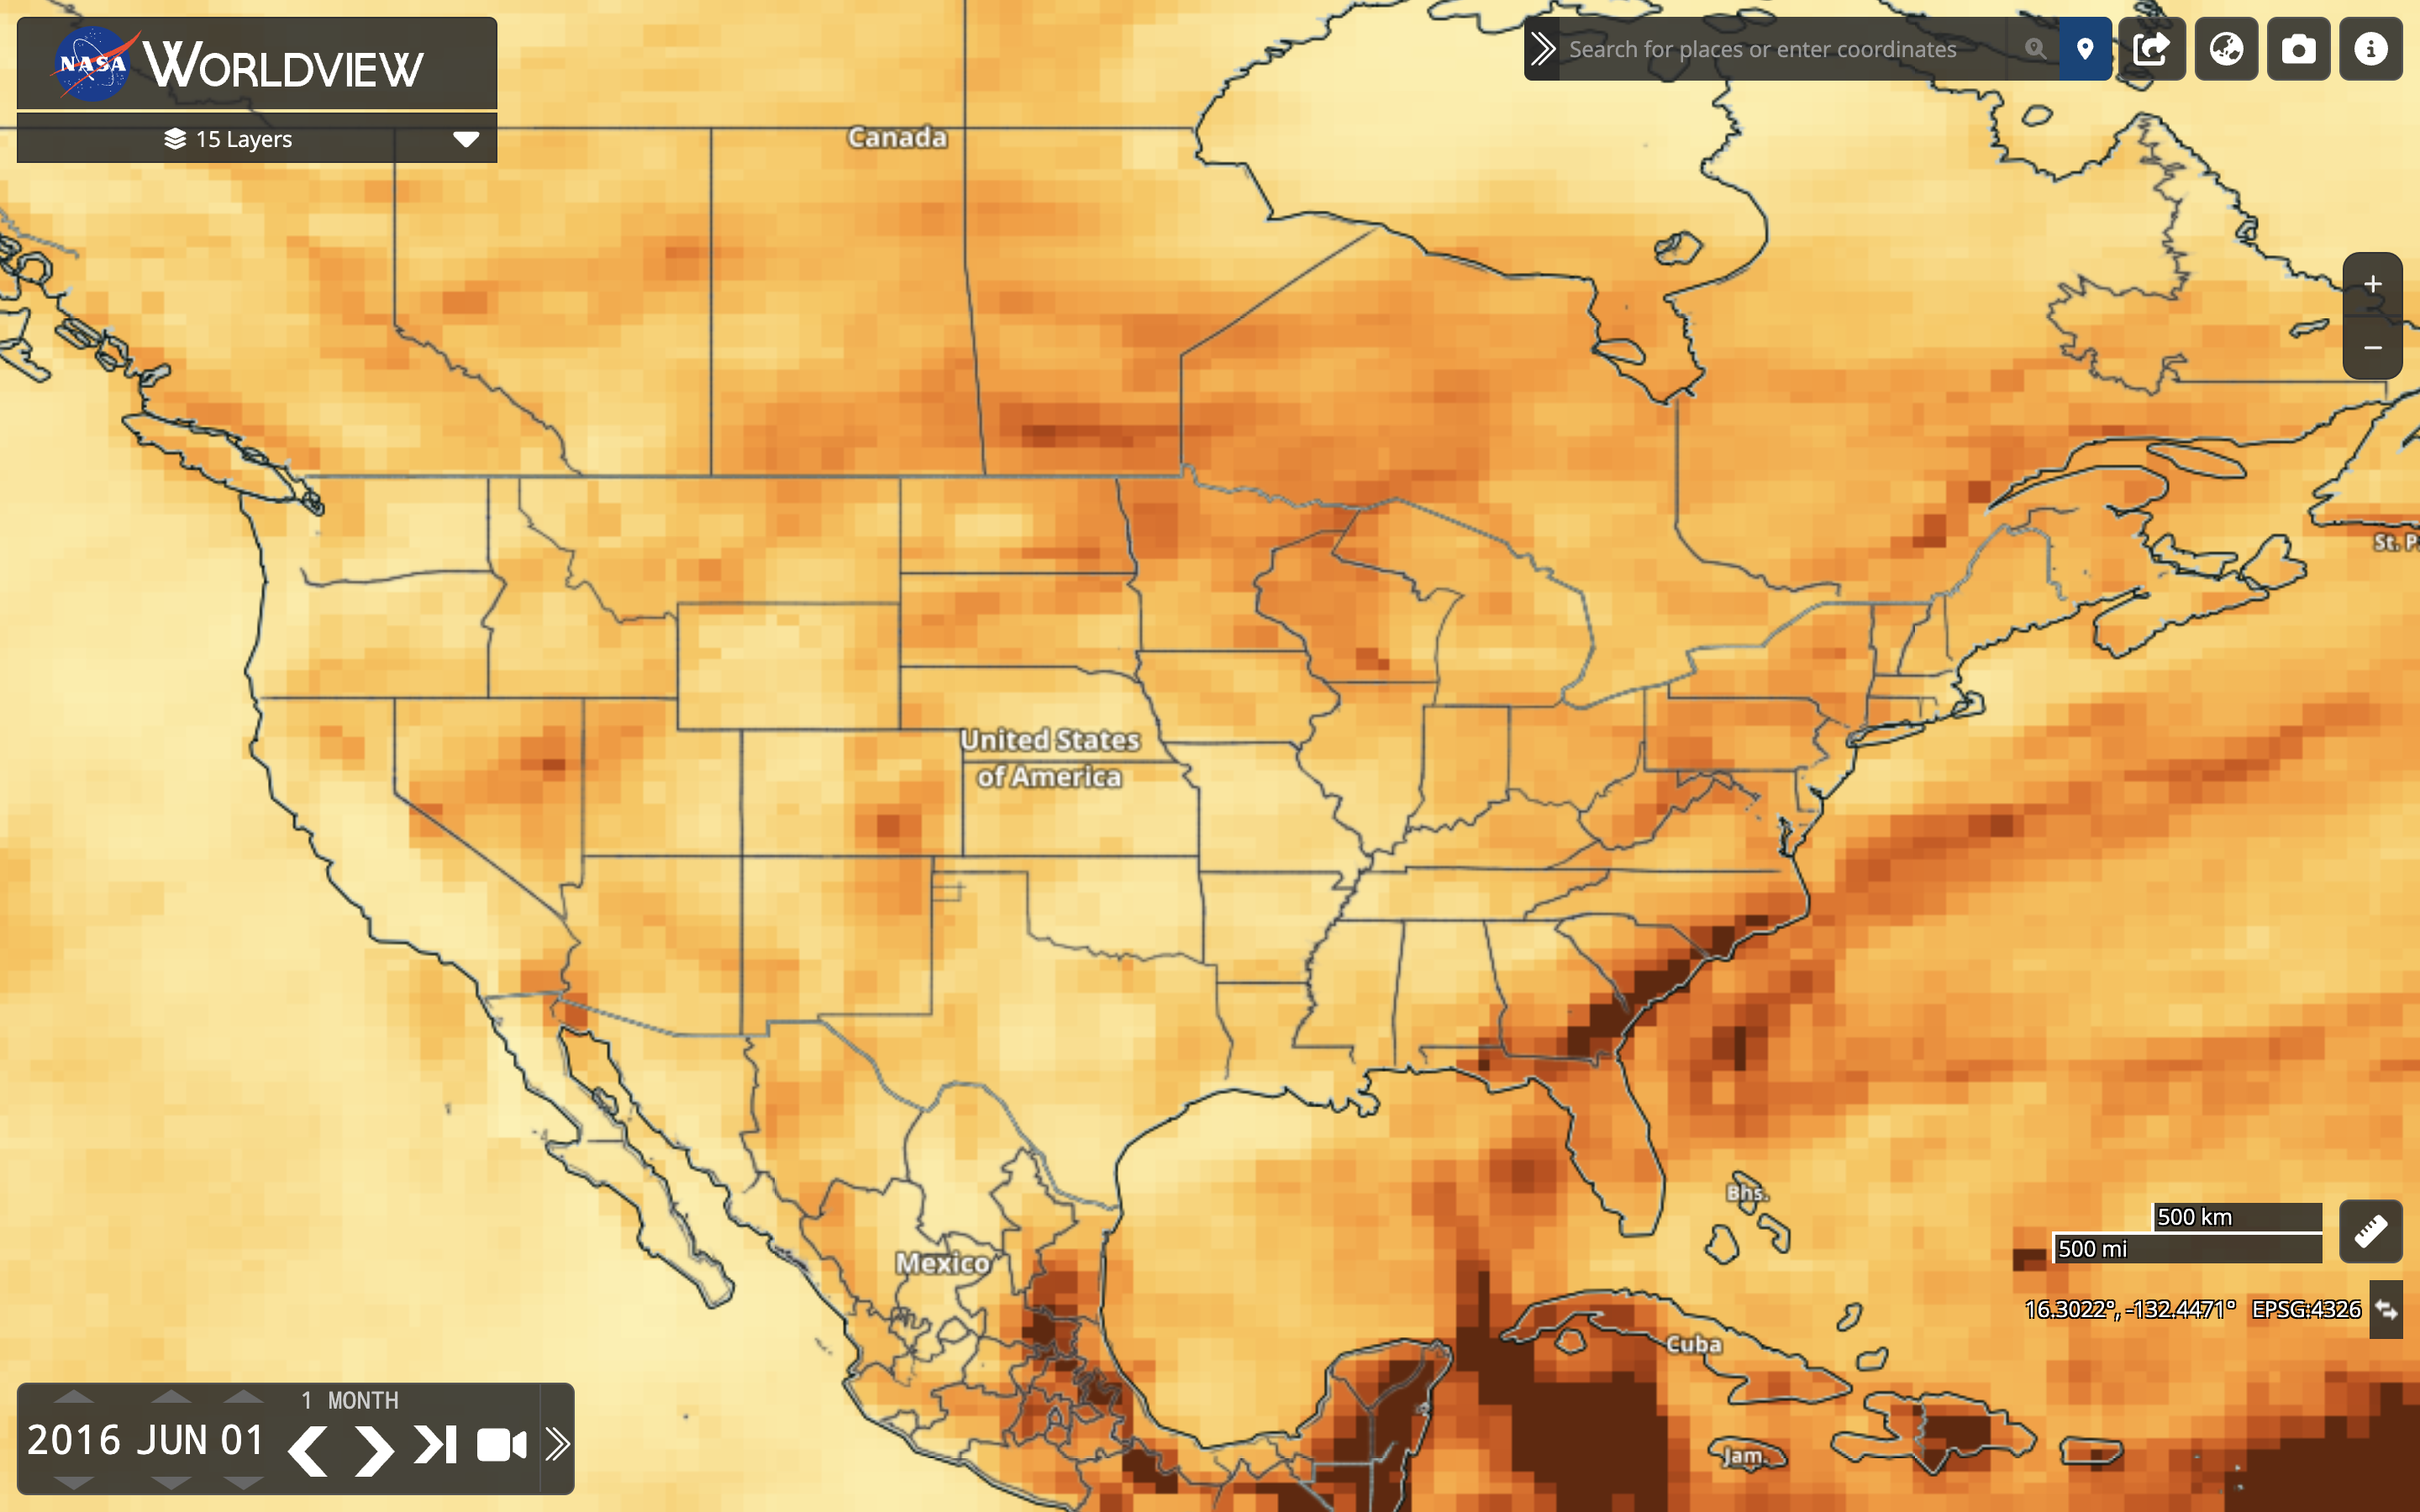 NASA WORLDVIEW
15 Layers
Search for places or enter coordinates
Canada
St. P.
United States
of America
Bhs.
500 km
500 mi
Mexico
16.3022°, -132.4471° EPSG:4326
Cuba
Jam.
1 MONTH
2016 JUN 01